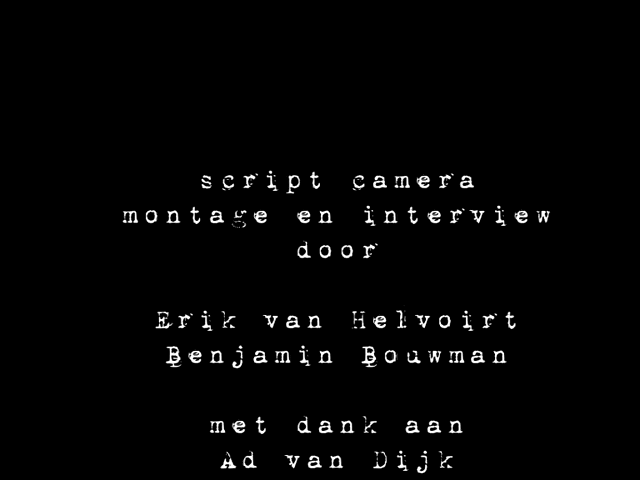 script camera
montage en interview
door
Erik van Helvoirt
Benjamin Bouwman
met dank aan
Ad van Dijk